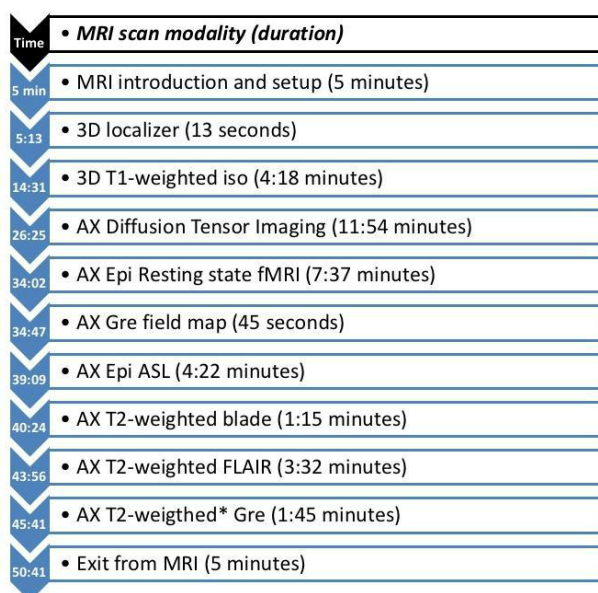 Time • MRI scan modality (duration)
5 min • MRI introduction and setup (5 minutes)
5:13 • 3D localizer (13 seconds)
14:31 • 3D T1-weighted iso (4:18 minutes)
26:25 • AX Diffusion Tensor Imaging (11:54 minutes)
34:02 • AX Epi Resting state fMRI (7:37 minutes)
34:47 • AX Gre field map (45 seconds)
39:09 • AX Epi ASL (4:22 minutes)
40:24 • AX T2-weighted blade (1:15 minutes)
43:56 • AX T2-weighted FLAIR (3:32 minutes)
45:41 • AX T2-weigthed* Gre (1:45 minutes)
50:41 • Exit from MRI (5 minutes)